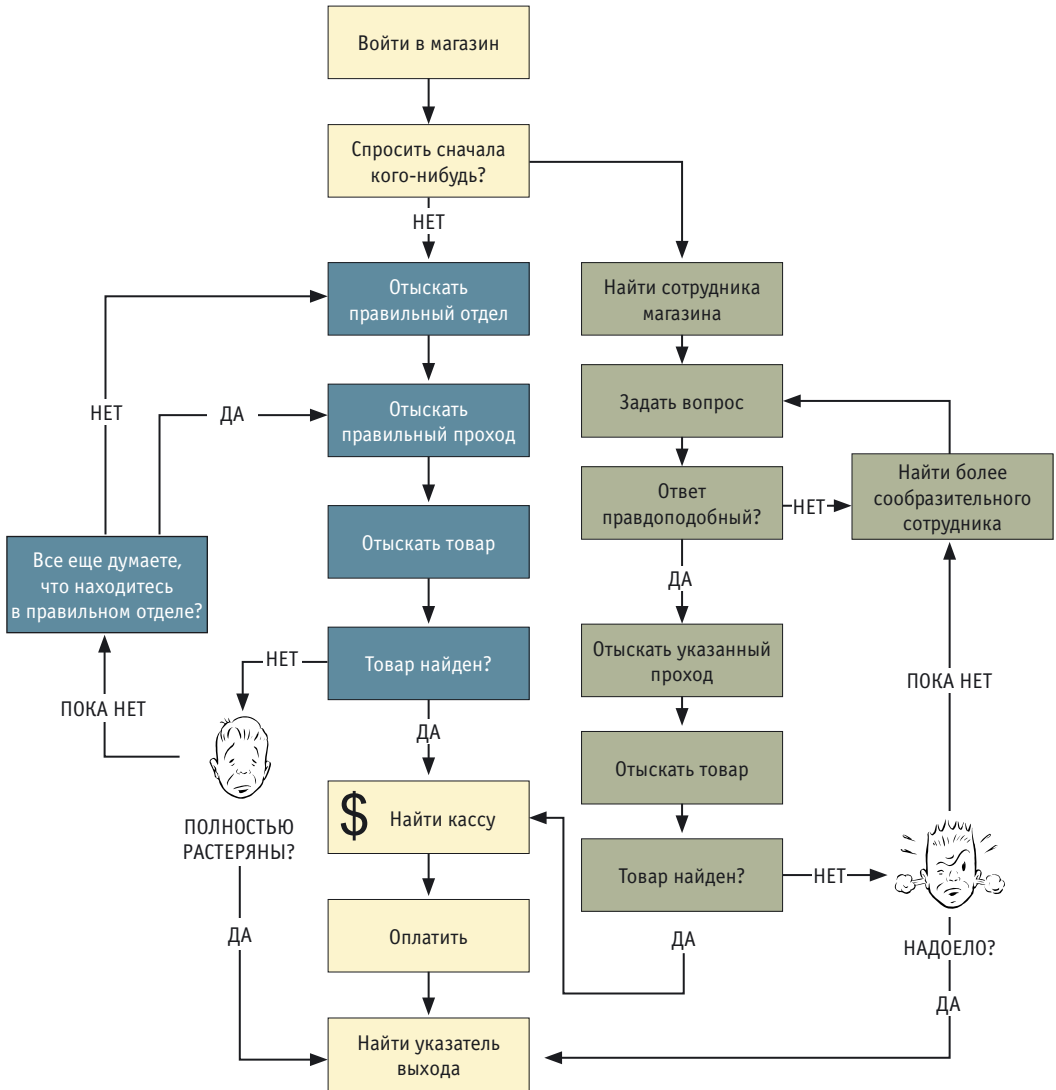 Войти в магазин
Спросить сначала
кого-нибудь?
НЕТ
Отыскать
правильный отдел
Найти сотрудника
магазина
НЕТ
ДА
Отыскать
правильный проход
Задать вопрос
Ответ
правдоподобный?
НЕТ
Найти более
сообразительного
сотрудника
Отыскать товар
Все еще думаете,
что находитесь
в правильном отделе?
ДА
Товар найден?
НЕТ
Отыскать указанный
проход
ПОКА НЕТ
ПОКА НЕТ
ДА
Отыскать товар
$ Найти кассу
ПОЛНОСТЬЮ
РАСТЕРЯНЫ?
Товар найден?
НЕТ
Оплатить
ДА
ДА
НАДОЕЛО?
ДА
Найти указатель
выхода